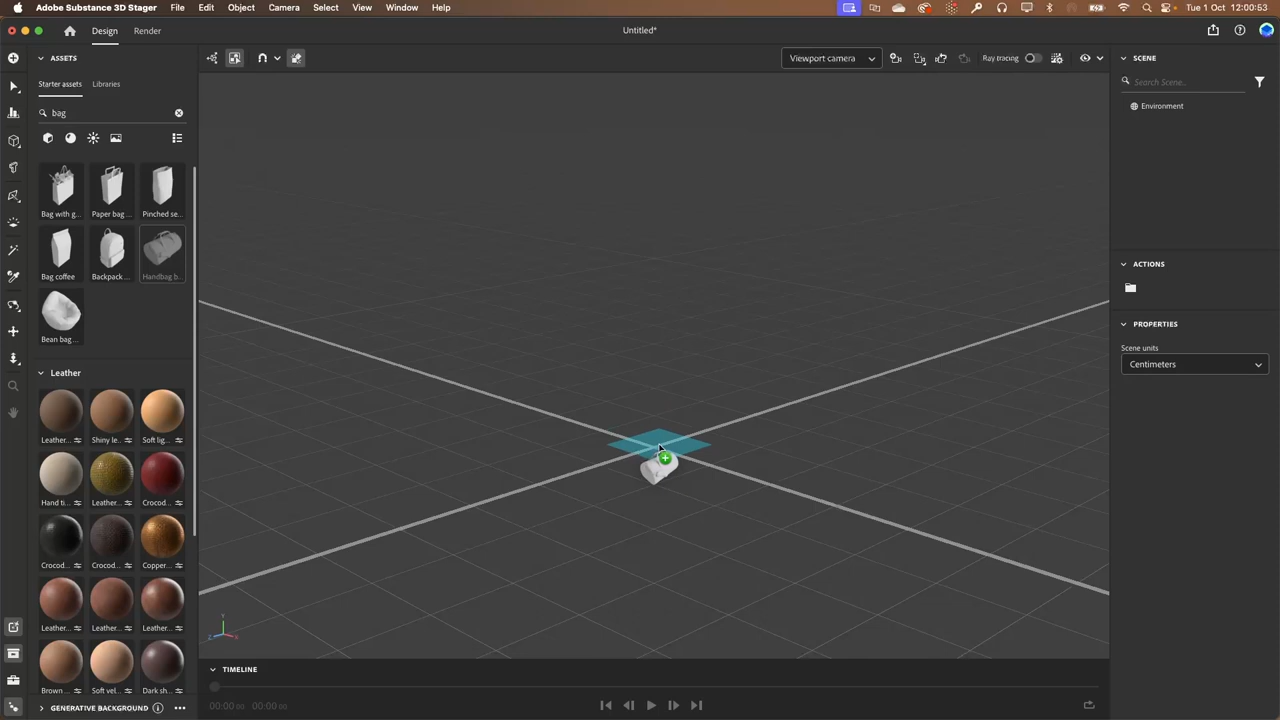 Adobe Substance 3D Stager File Edit Object Camera Select View Window Help Tue 1 Oct 12:00:53
Design Render Untitled*
ASSETS
Starter assets Libraries
bag
Bag with g... Paper bag ... Pinched se...
Bag coffee Backpack ... Handbag b...
Bean bag ...
Leather
Leather... Shiny le... Soft lig...
Hand ti... Leather... Crocod...
Crocod... Crocod... Copper...
Leather... Leather... Leather...
Brown ... Soft vel... Dark sh...
GENERATIVE BACKGROUND
Viewport camera Ray tracing
Y
Z X
TIMELINE
00:00:00 00:00:00
SCENE
Search Scene...
Environment
ACTIONS
PROPERTIES
Scene units
Centimeters